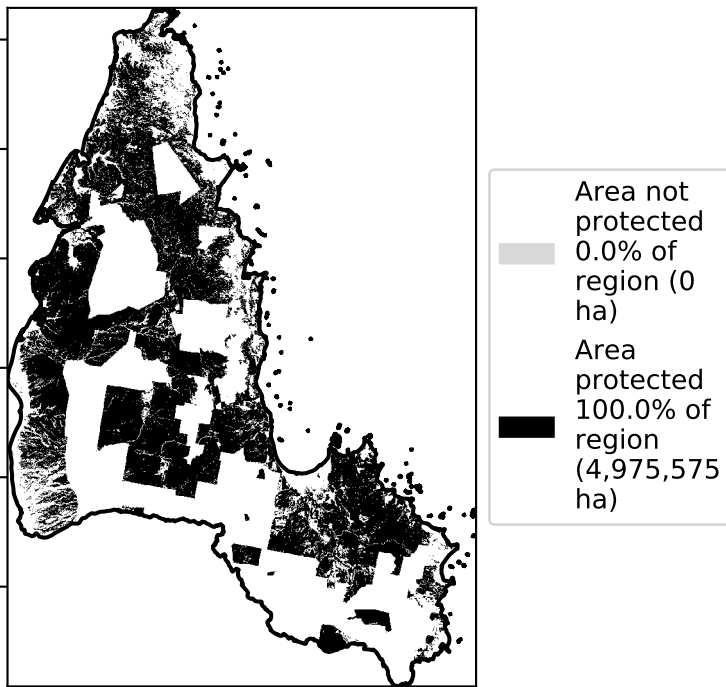 Area not
protected
0.0% of
region (0
ha)
Area
protected
100.0% of
region
(4,975,575
ha)